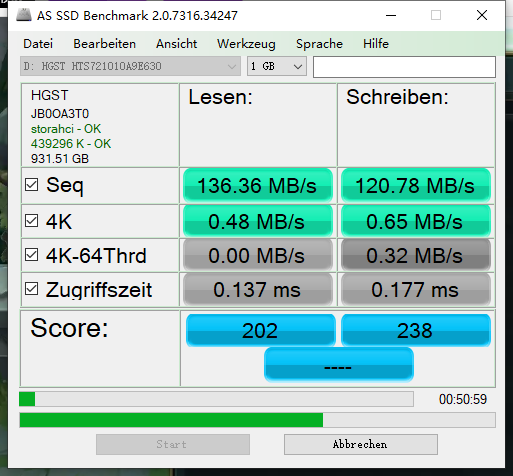 AS SSD Benchmark 2.0.7316.34247
Datei Bearbeiten Ansicht Werkzeug Sprache Hilfe
D: HGST HTS721010A9E630 1 GB
HGST
JB0OA3T0
storahci - OK
439296 K - OK
931.51 GB
Lesen: Schreiben:
Seq 136.36 MB/s 120.78 MB/s
4K 0.48 MB/s 0.65 MB/s
4K-64Thrd 0.00 MB/s 0.32 MB/s
Zugriffszeit 0.137 ms 0.177 ms
Score: 202 238
----
00:50:59
Start Abbrechen